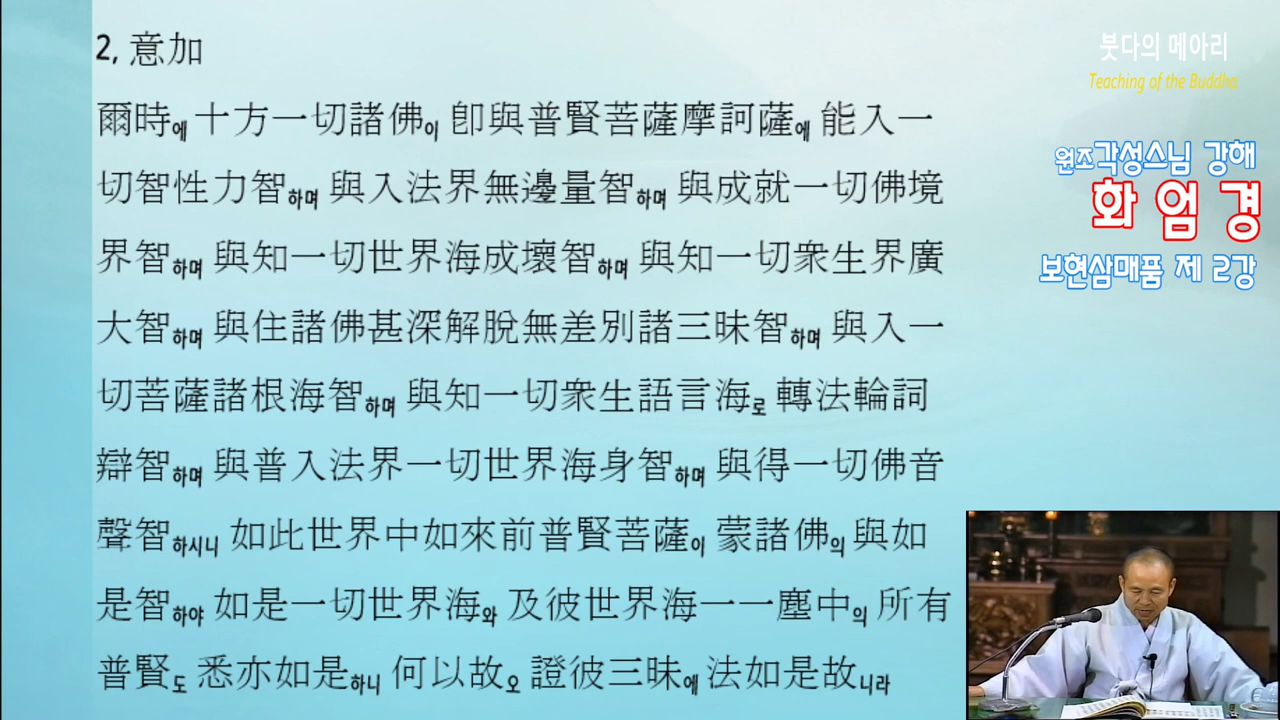 2, 意加
爾時에 十方一切諸佛이 卽與普賢菩薩摩訶薩에 能入一
切智性力智하며 與入法界無邊量智하며 與成就一切佛境
界智하며 與知一切世界海成壞智하며 與知一切衆生界廣
大智하며 與住諸佛甚深解脫無差別諸三昧智하며 與入一
切菩薩諸根海智하며 與知一切衆生語言海로 轉法輪詞
辯智하며 與普入法界一切世界海身智하며 與得一切佛音
聲智하시니 如此世界中如來前普賢菩薩이 蒙諸佛의 與如
是智하야 如是一切世界海와 及彼世界海一一塵中의 所有
普賢도 悉亦如是하니 何以故오 證彼三昧에 法如是故니라
붓다의 메아리
Teaching of the Buddha
원조각성스님 강해
화엄경
보현삼매품 제 2강